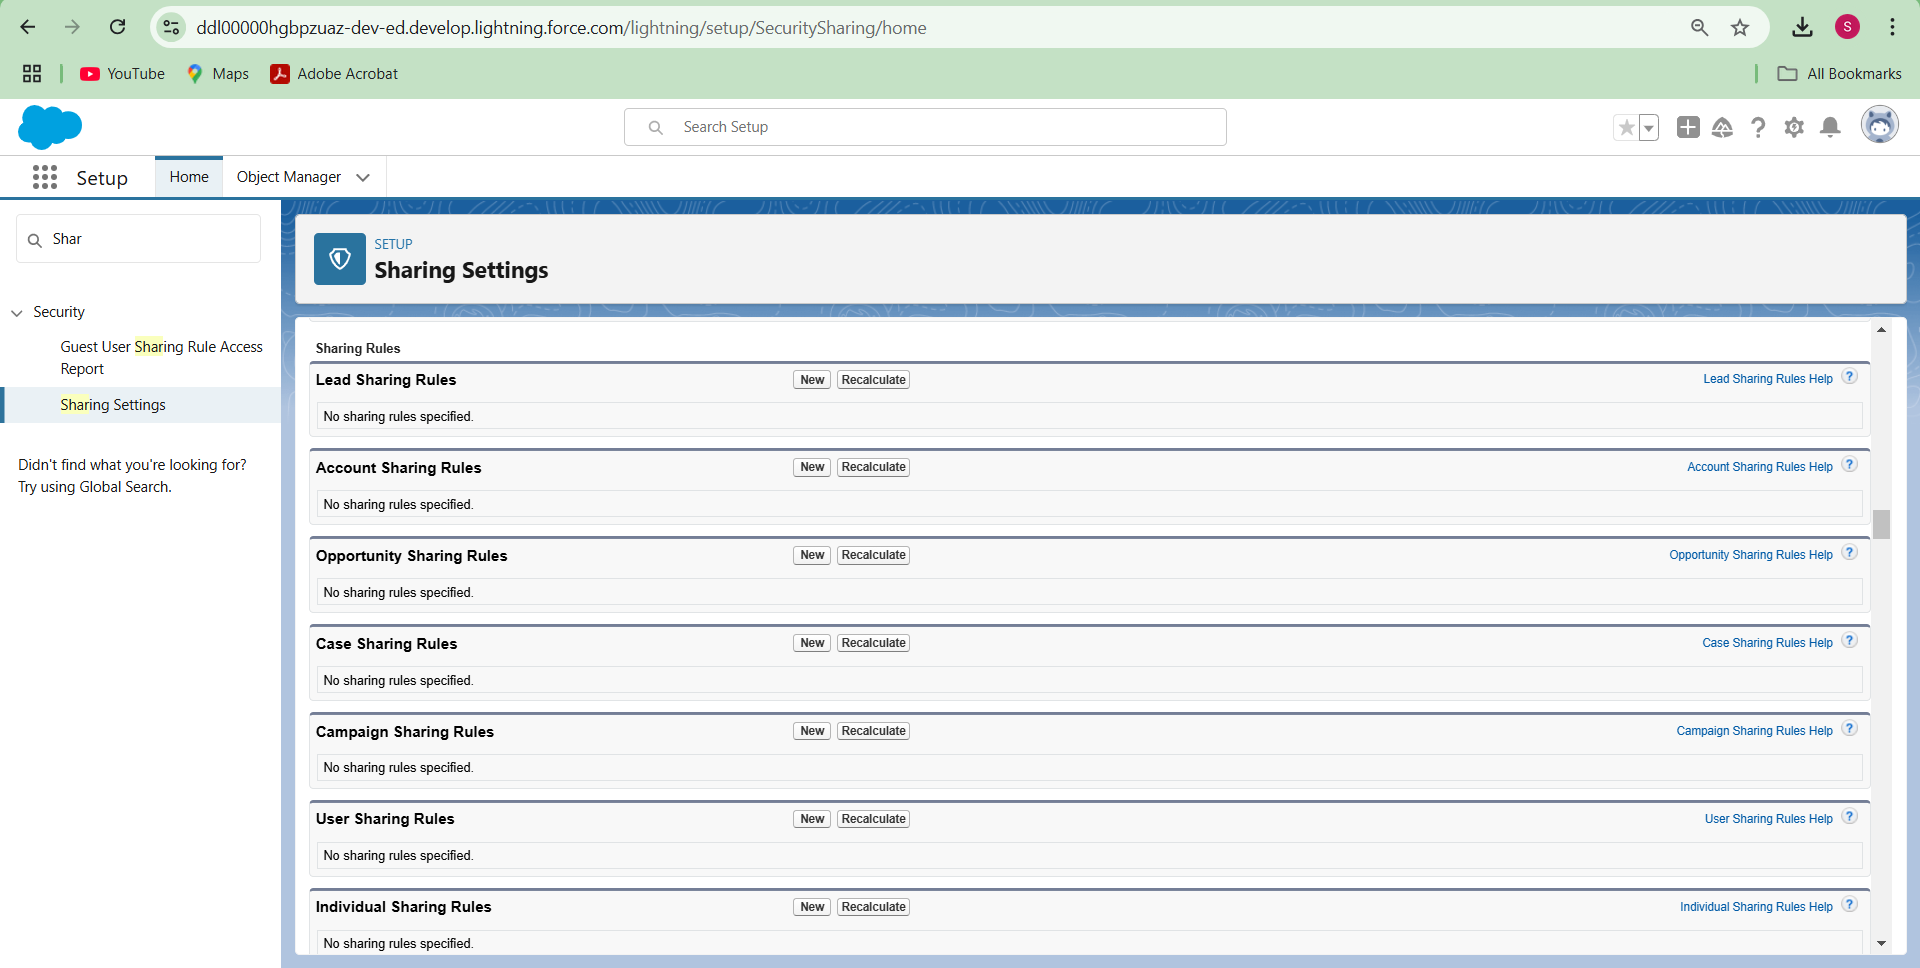 ddl00000hgbpzuaz-dev-ed.develop.lightning.force.com/lightning/setup/SecuritySharing/home
S
YouTube
Maps
Adobe Acrobat
All Bookmarks
Search Setup
Setup
Home
Object Manager
Shar
Security
Guest User Sharing Rule Access
Report
Sharing Settings
Didn't find what you're looking for?
Try using Global Search.
SETUP
Sharing Settings
Sharing Rules
Lead Sharing Rules New Recalculate Lead Sharing Rules Help ?
No sharing rules specified.
Account Sharing Rules New Recalculate Account Sharing Rules Help ?
No sharing rules specified.
Opportunity Sharing Rules New Recalculate Opportunity Sharing Rules Help ?
No sharing rules specified.
Case Sharing Rules New Recalculate Case Sharing Rules Help ?
No sharing rules specified.
Campaign Sharing Rules New Recalculate Campaign Sharing Rules Help ?
No sharing rules specified.
User Sharing Rules New Recalculate User Sharing Rules Help ?
No sharing rules specified.
Individual Sharing Rules New Recalculate Individual Sharing Rules Help ?
No sharing rules specified.